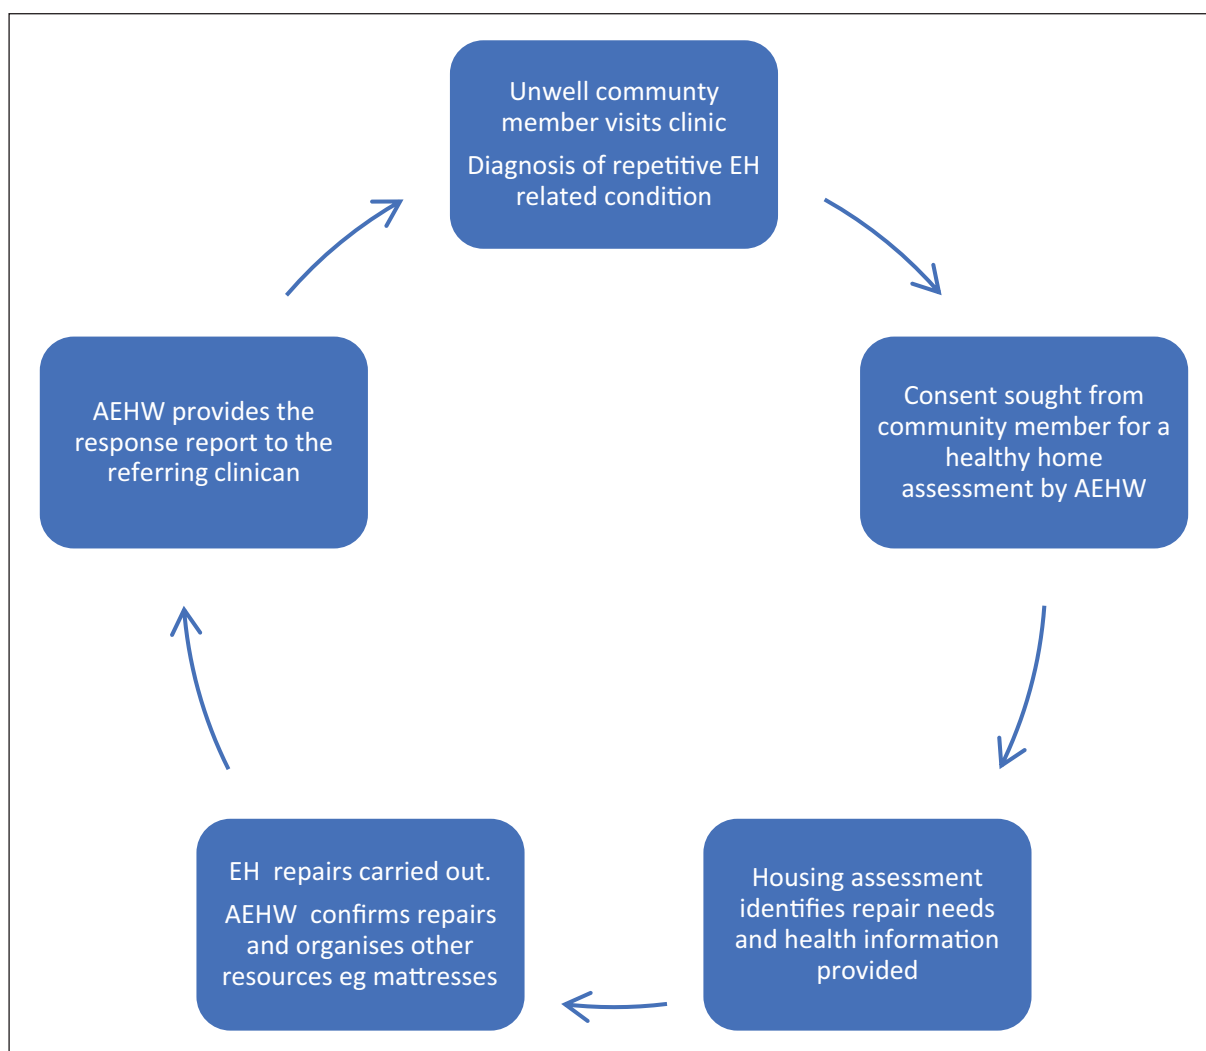 Unwell communty
member visits clinic
Diagnosis of repetitive EH
related condition
Consent sought from
community member for a
healthy home
assessment by AEHW
Housing assessment
identifies repair needs
and health information
provided
EH repairs carried out.
AEHW confirms repairs
and organises other
resources eg mattresses
AEHW provides the
response report to the
referring clinican